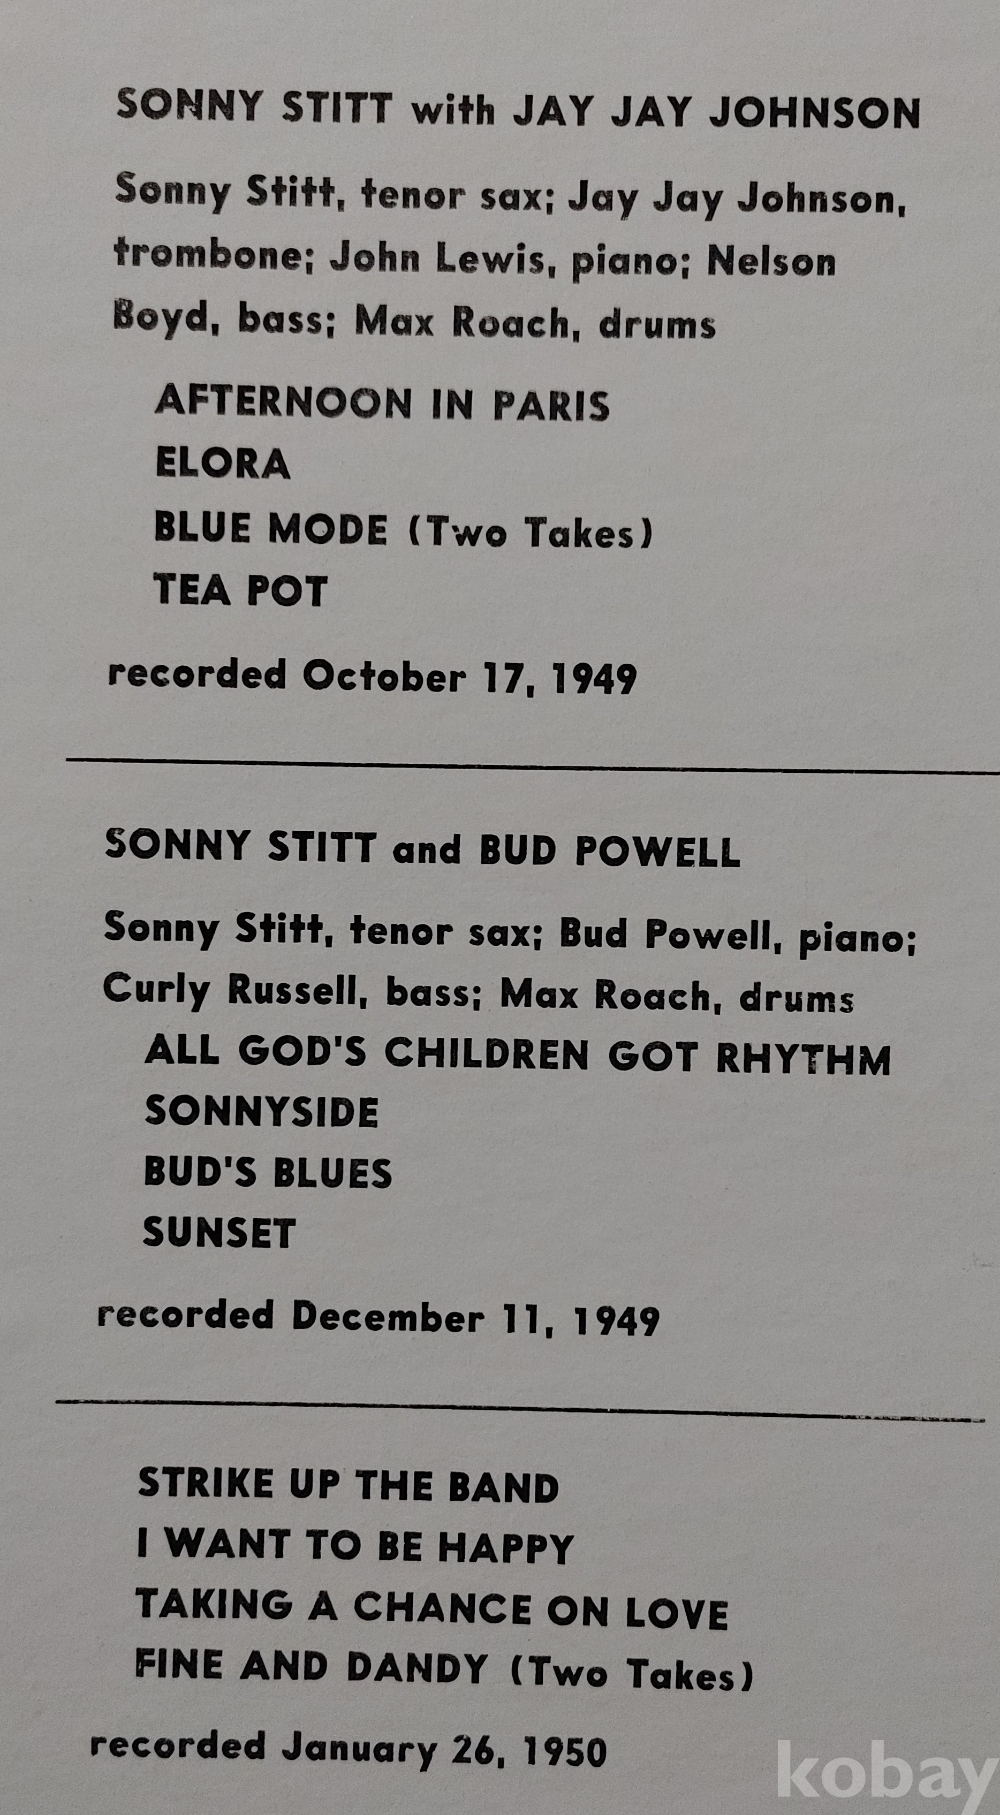 SONNY STITT with JAY JAY JOHNSON
Sonny Stitt, tenor sax; Jay Jay Johnson,
trombone; John Lewis, piano; Nelson
Boyd, bass; Max Roach, drums
AFTERNOON IN PARIS
ELORA
BLUE MODE (Two Takes)
TEA POT
recorded October 17, 1949
SONNY STITT and BUD POWELL
Sonny Stitt, tenor sax; Bud Powell, piano;
Curly Russell, bass; Max Roach, drums
ALL GOD'S CHILDREN GOT RHYTHM
SONNYSIDE
BUD'S BLUES
SUNSET
recorded December 11, 1949
STRIKE UP THE BAND
I WANT TO BE HAPPY
TAKING A CHANCE ON LOVE
FINE AND DANDY (Two Takes)
recorded January 26, 1950
kobay